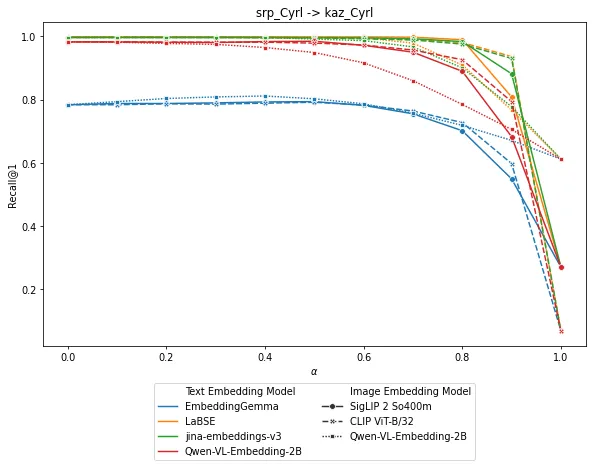 srp_Cyrl -> kaz_Cyrl
Recall@1
1.0
0.8
0.6
0.4
0.2
0.0 0.2 0.4 0.6 0.8 1.0
α
Text Embedding Model Image Embedding Model
EmbeddingGemma SigLIP 2 So400m
LaBSE CLIP ViT-B/32
jina-embeddings-v3 Qwen-VL-Embedding-2B
Qwen-VL-Embedding-2B